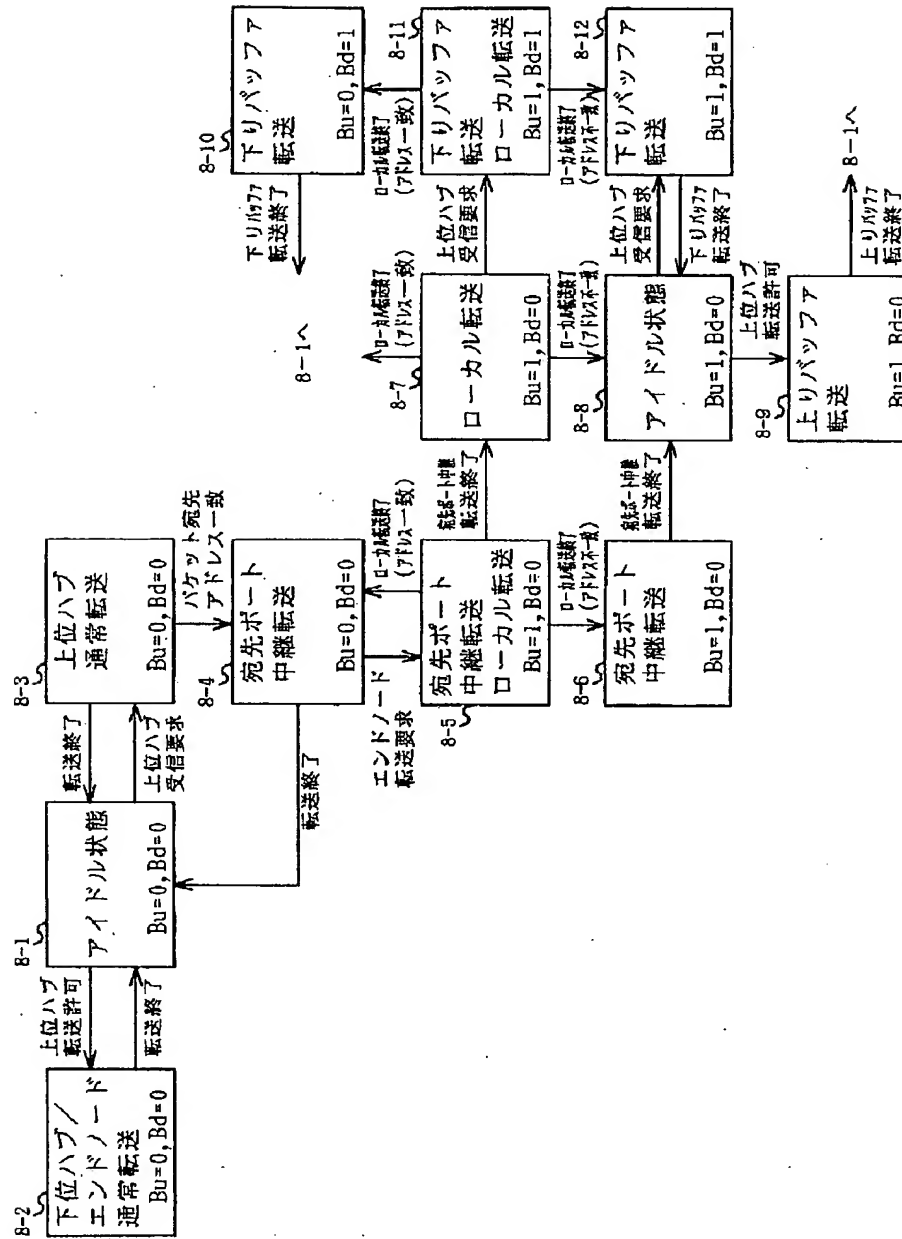 8-2
下位ハブ/
エンドノード
通常転送
Bu=0, Bd=0
上位ハブ
転送許可
転送終了
8-1
アイドル状態
Bu=0, Bd=0
転送終了
上位ハブ
受信要求
8-3
上位ハブ
通常転送
Bu=0, Bd=0
パケット宛先
アドレス一致
8-4
宛先ポート
中継転送
Bu=0, Bd=0
転送終了
エンドノード
転送要求
ローカル転送終了
(アドレス一致)
8-5
宛先ポート
中継転送
ローカル転送
Bu=1, Bd=0
ローカル転送終了
(アドレス不一致)
8-6
宛先ポート
中継転送
Bu=1, Bd=0
宛先ポート中継
転送終了
宛先ポート中継
転送終了
8-1へ
ローカル転送終了
(アドレス一致)
8-7
ローカル転送
Bu=1, Bd=0
ローカル転送終了
(アドレス不一致)
8-8
アイドル状態
Bu=1, Bd=0
上位ハブ
転送許可
8-9
上りバッファ
転送
Bu=1, Bd=0
上りバッファ
転送終了
8-1へ
上位ハブ
受信要求
上位ハブ
受信要求
下りバッファ
転送終了
8-10
下りバッファ
転送
Bu=0, Bd=1
下りバッファ
転送終了
ローカル転送終了
(アドレス一致)
8-11
下りバッファ
転送
ローカル転送
Bu=1, Bd=1
ローカル転送終了
(アドレス不一致)
8-12
下りバッファ
転送
Bu=1, Bd=1